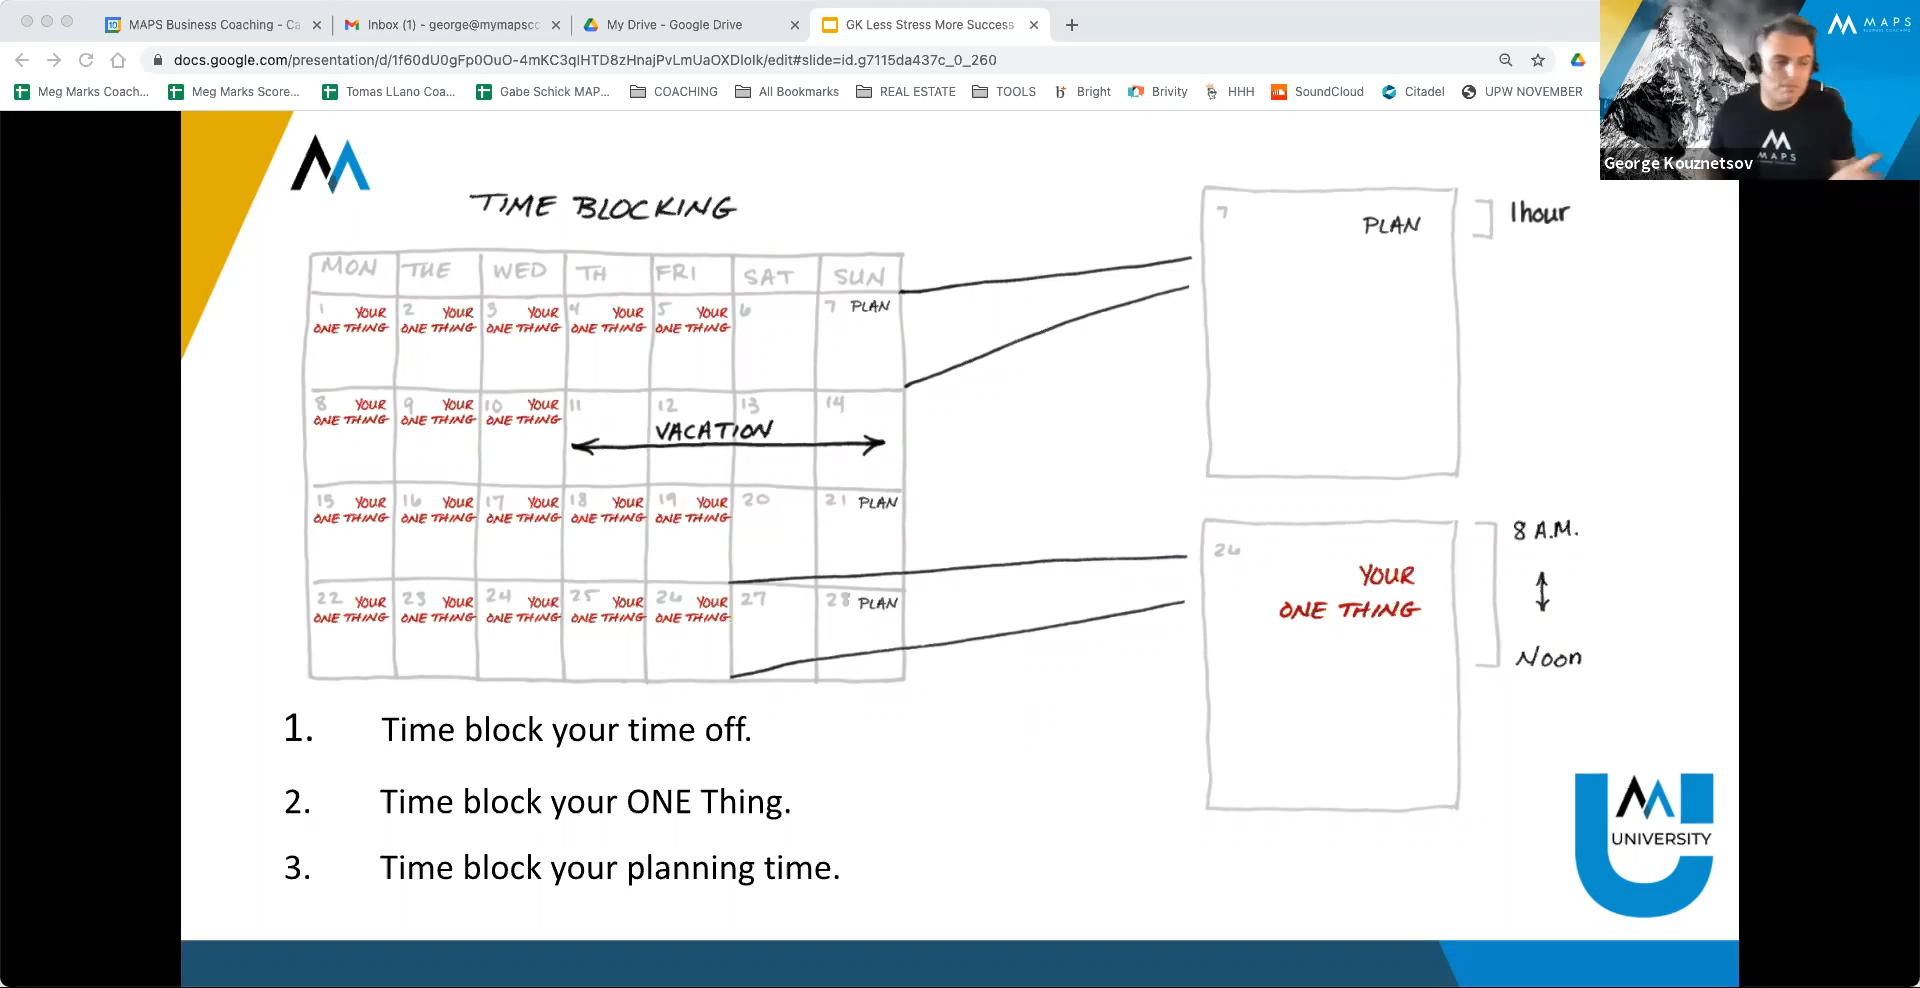 MAPS Business Coaching - Ca
Inbox (1) - george@mymapscc
My Drive - Google Drive
GK Less Stress More Success
docs.google.com/presentation/d/1f60dU0gFp0OuO-4mKC3qlHTD8zHnajPvLmUaOXDloIk/edit#slide=id.g7115da437c_0_260
Meg Marks Coach...
Meg Marks Score...
Tomas LLano Coa...
Gabe Schick MAP...
COACHING
All Bookmarks
REAL ESTATE
TOOLS
Bright
Brivity
HHH
SoundCloud
Citadel
UPW NOVEMBER
MAPS
MAPS
George Kouznetsov
TIME BLOCKING
MON TUE WED TH FRI SAT SUN
1 YOUR 2 YOUR 3 YOUR 4 YOUR 5 YOUR 6 7 PLAN
ONE THING ONE THING ONE THING ONE THING ONE THING
8 YOUR 9 YOUR 10 YOUR 11 12 13 14
ONE THING ONE THING ONE THING
VACATION
15 YOUR 16 YOUR 17 YOUR 18 YOUR 19 YOUR 20 21 PLAN
ONE THING ONE THING ONE THING ONE THING ONE THING
22 YOUR 23 YOUR 24 YOUR 25 YOUR 26 YOUR 27 28 PLAN
ONE THING ONE THING ONE THING ONE THING ONE THING
7 PLAN
1 hour
26
YOUR
ONE THING
8 A.M.
Noon
1. Time block your time off.
2. Time block your ONE Thing.
3. Time block your planning time.
UNIVERSITY